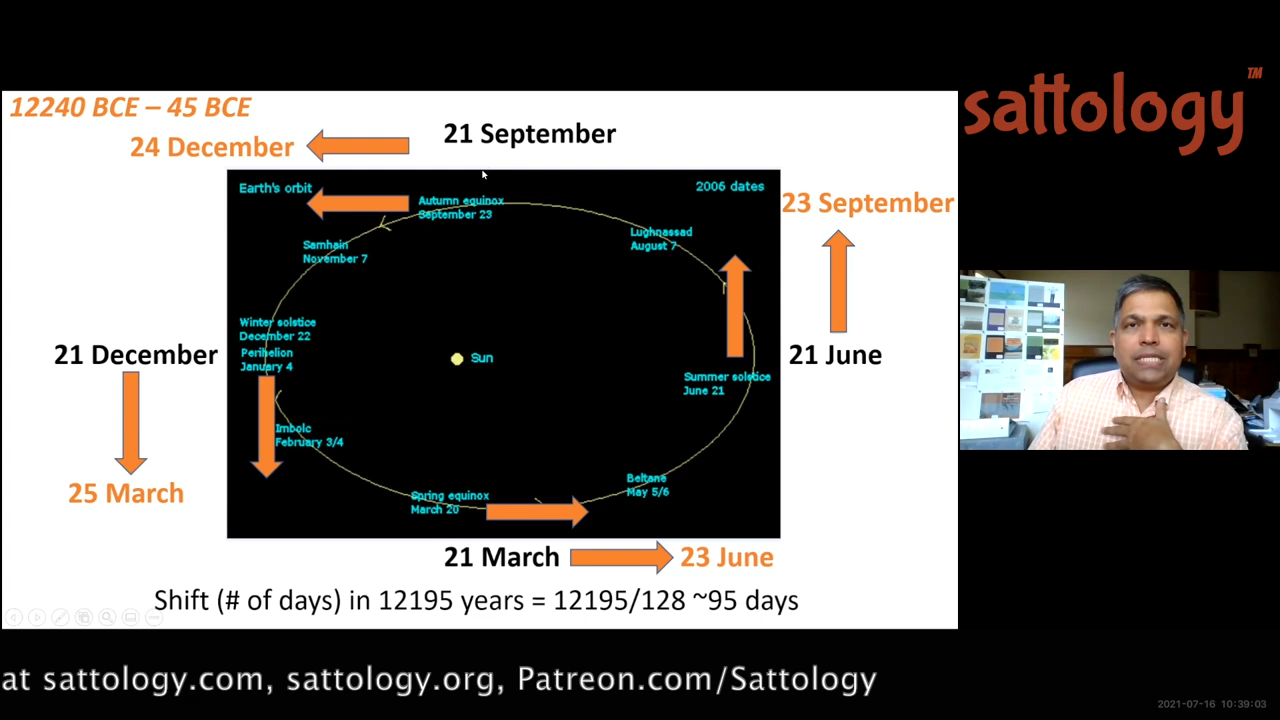 sattology™
12240 BCE – 45 BCE
24 December
21 September
Earth's orbit
2006 dates
Autumn equinox
September 23
23 September
Lughnassad
August 7
Samhain
November 7
Winter solstice
December 22
Perihelion
January 4
Sun
21 December
21 June
Summer solstice
June 21
Imbolc
February 3/4
25 March
Spring equinox
March 20
Beltane
May 5/6
21 March
23 June
Shift (# of days) in 12195 years = 12195/128 ~95 days
at sattology.com, sattology.org, Patreon.com/Sattology
2021-07-16 10:39:03